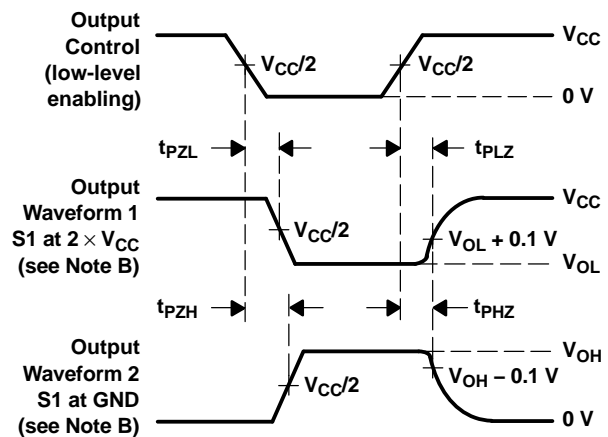 Output
Control
(low-level
enabling)
VCC/2
VCC/2
VCC
0 V
tPZL
tPLZ
Output
Waveform 1
S1 at 2 × VCC
(see Note B)
VCC/2
VCC
VOL + 0.1 V
VOL
tPZH
tPHZ
Output
Waveform 2
S1 at GND
(see Note B)
VCC/2
VOH
VOH − 0.1 V
0 V